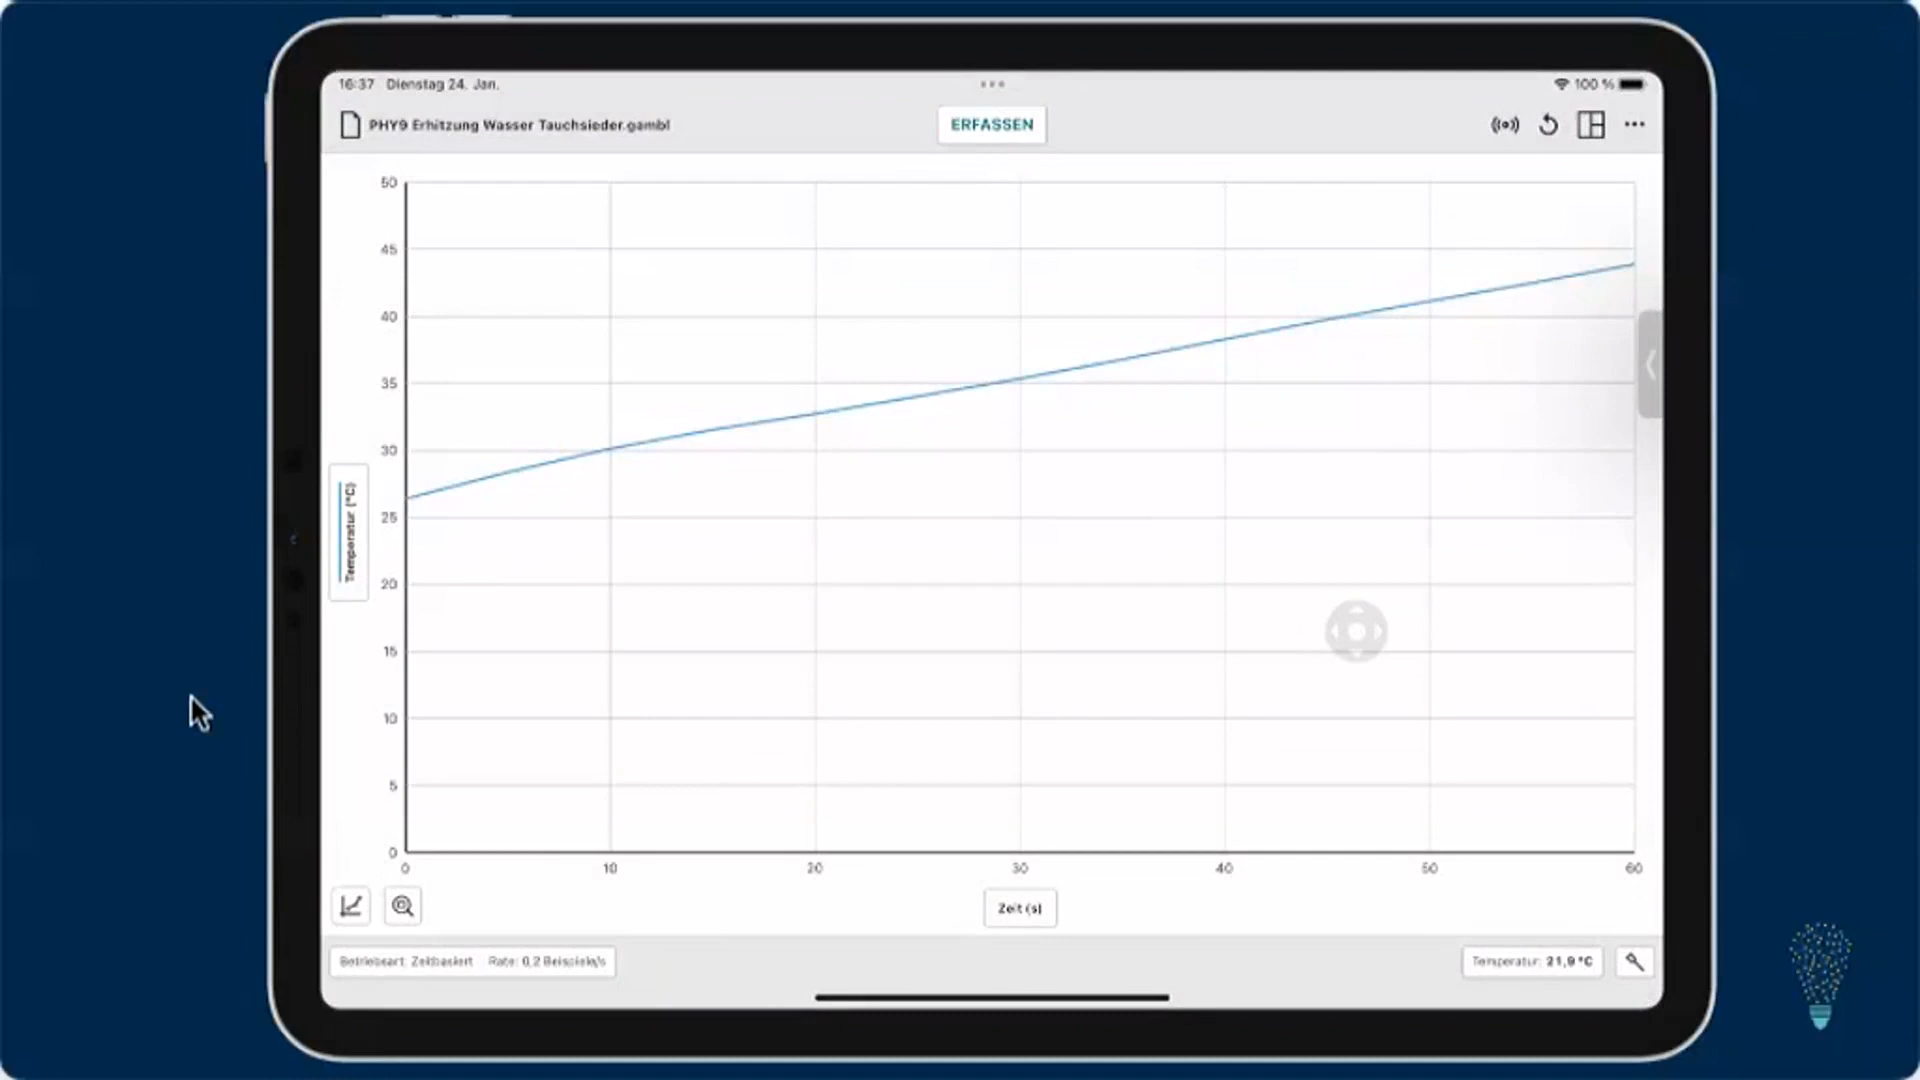 16:37 Dienstag 24. Jan.
100 %
PHY9 Erhitzung Wasser Tauchsieder.gambl
ERFASSEN
50
45
40
35
30
25
20
15
10
5
0
Temperatur (°C)
0 10 20 30 40 50 60
Zeit (s)
Betriebsart: Zeitbasiert Rate: 0,2 Beispiele/s
Temperatur: 21,9 °C